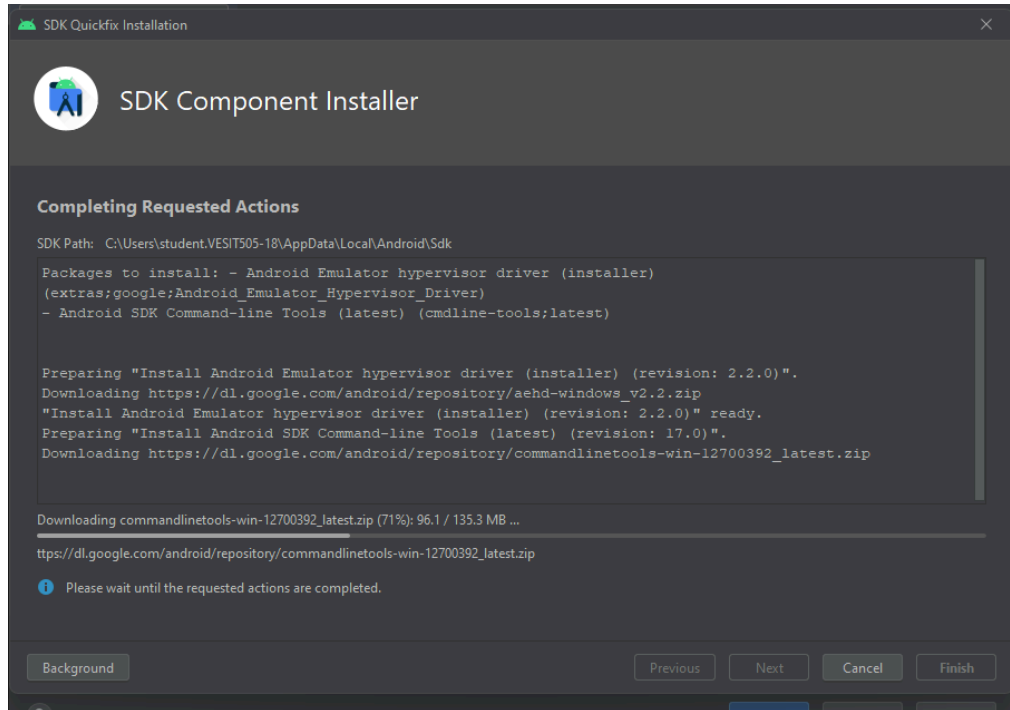 SDK Quickfix Installation
SDK Component Installer
Completing Requested Actions
SDK Path: C:\Users\student.VESIT505-18\AppData\Local\Android\Sdk
Packages to install: - Android Emulator hypervisor driver (installer)
(extras;google;Android_Emulator_Hypervisor_Driver)
- Android SDK Command-line Tools (latest) (cmdline-tools;latest)
Preparing "Install Android Emulator hypervisor driver (installer) (revision: 2.2.0)".
Downloading https://dl.google.com/android/repository/aehd-windows_v2.2.zip
"Install Android Emulator hypervisor driver (installer) (revision: 2.2.0)" ready.
Preparing "Install Android SDK Command-line Tools (latest) (revision: 17.0)".
Downloading https://dl.google.com/android/repository/commandlinetools-win-12700392_latest.zip
Downloading commandlinetools-win-12700392_latest.zip (71%): 96.1 / 135.3 MB ...
ttps://dl.google.com/android/repository/commandlinetools-win-12700392_latest.zip
Please wait until the requested actions are completed.
Background Previous Next Cancel Finish